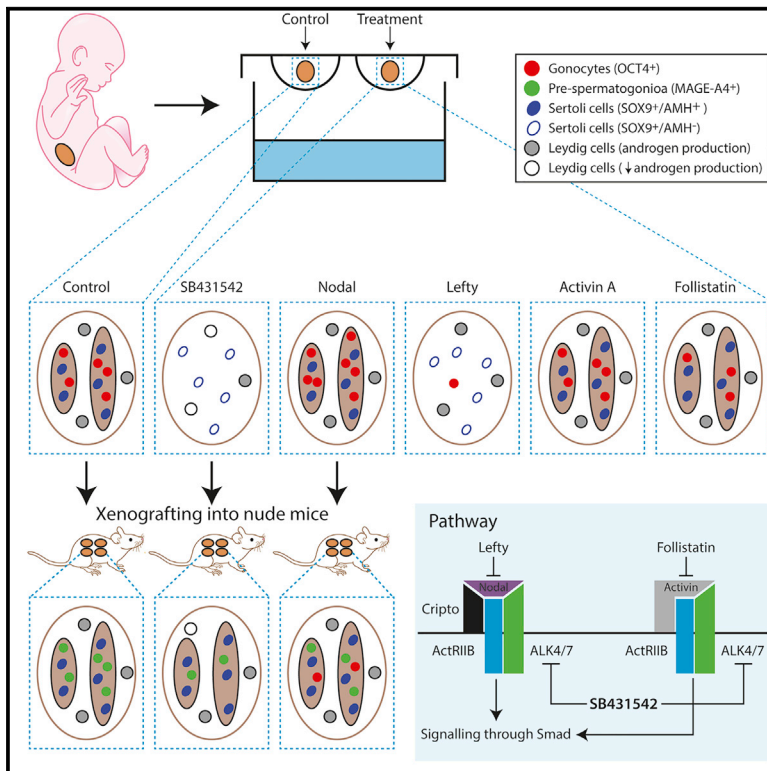 Control Treatment
Gonocytes (OCT4⁺)
Pre-spermatogonioa (MAGE-A4⁺)
Sertoli cells (SOX9⁺/AMH⁺ )
Sertoli cells (SOX9⁺/AMH⁻)
Leydig cells (androgen production)
Leydig cells (↓androgen production)
Control SB431542 Nodal Lefty Activin A Follistatin
Xenografting into nude mice
Pathway
Lefty Follistatin
Nodal Activin
Cripto
ActRIIB ALK4/7 ActRIIB ALK4/7
SB431542
Signalling through Smad